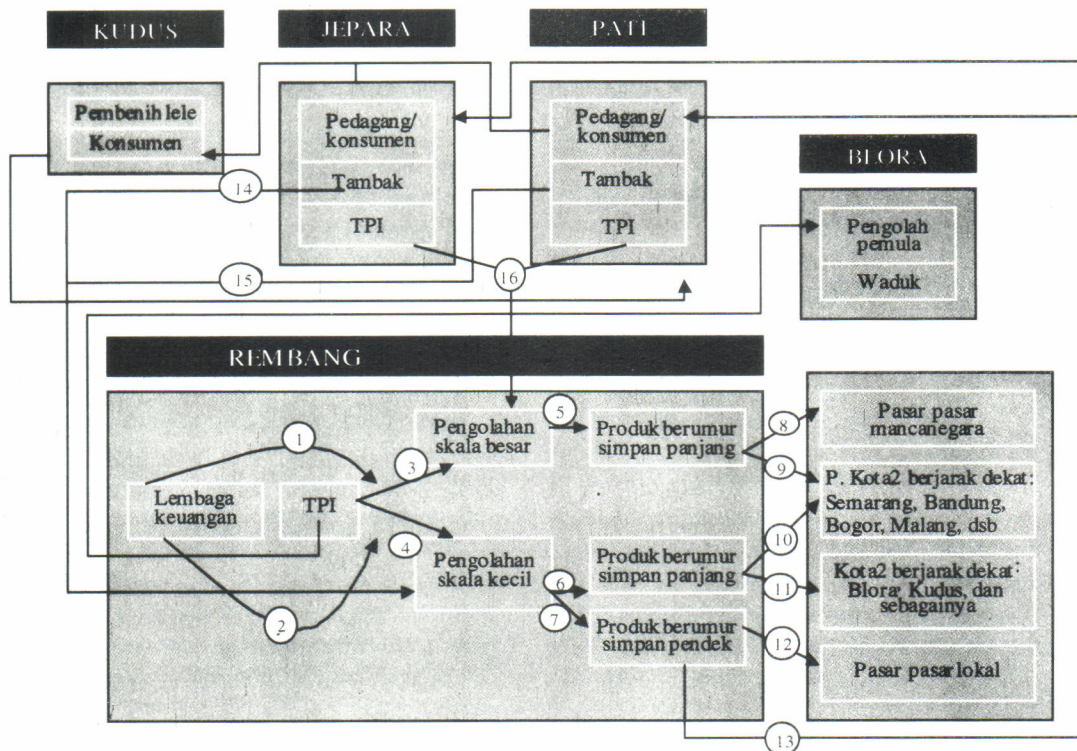 KUDUS
JEPARA
PATI
Pembenih lele
Konsumen
Pedagang/
konsumen
Tambak
TPI
Pedagang/
konsumen
Tambak
TPI
BLORA
Pengolah
pemula
Waduk
14
15
16
REMBANG
1
2
3
4
5
6
7
8
9
10
11
12
13
Lembaga
keuangan
TPI
Pengolahan
skala besar
Pengolahan
skala kecil
Produk berumur
simpan panjang
Produk berumur
simpan panjang
Produk berumur
simpan pendek
Pasar pasar
mancanegara
P. Kota2 berjarak dekat:
Semarang, Bandung,
Bogor, Malang, dsb
Kota2 berjarak dekat:
Blora, Kudus, dan
sebagainya
Pasar pasar lokal